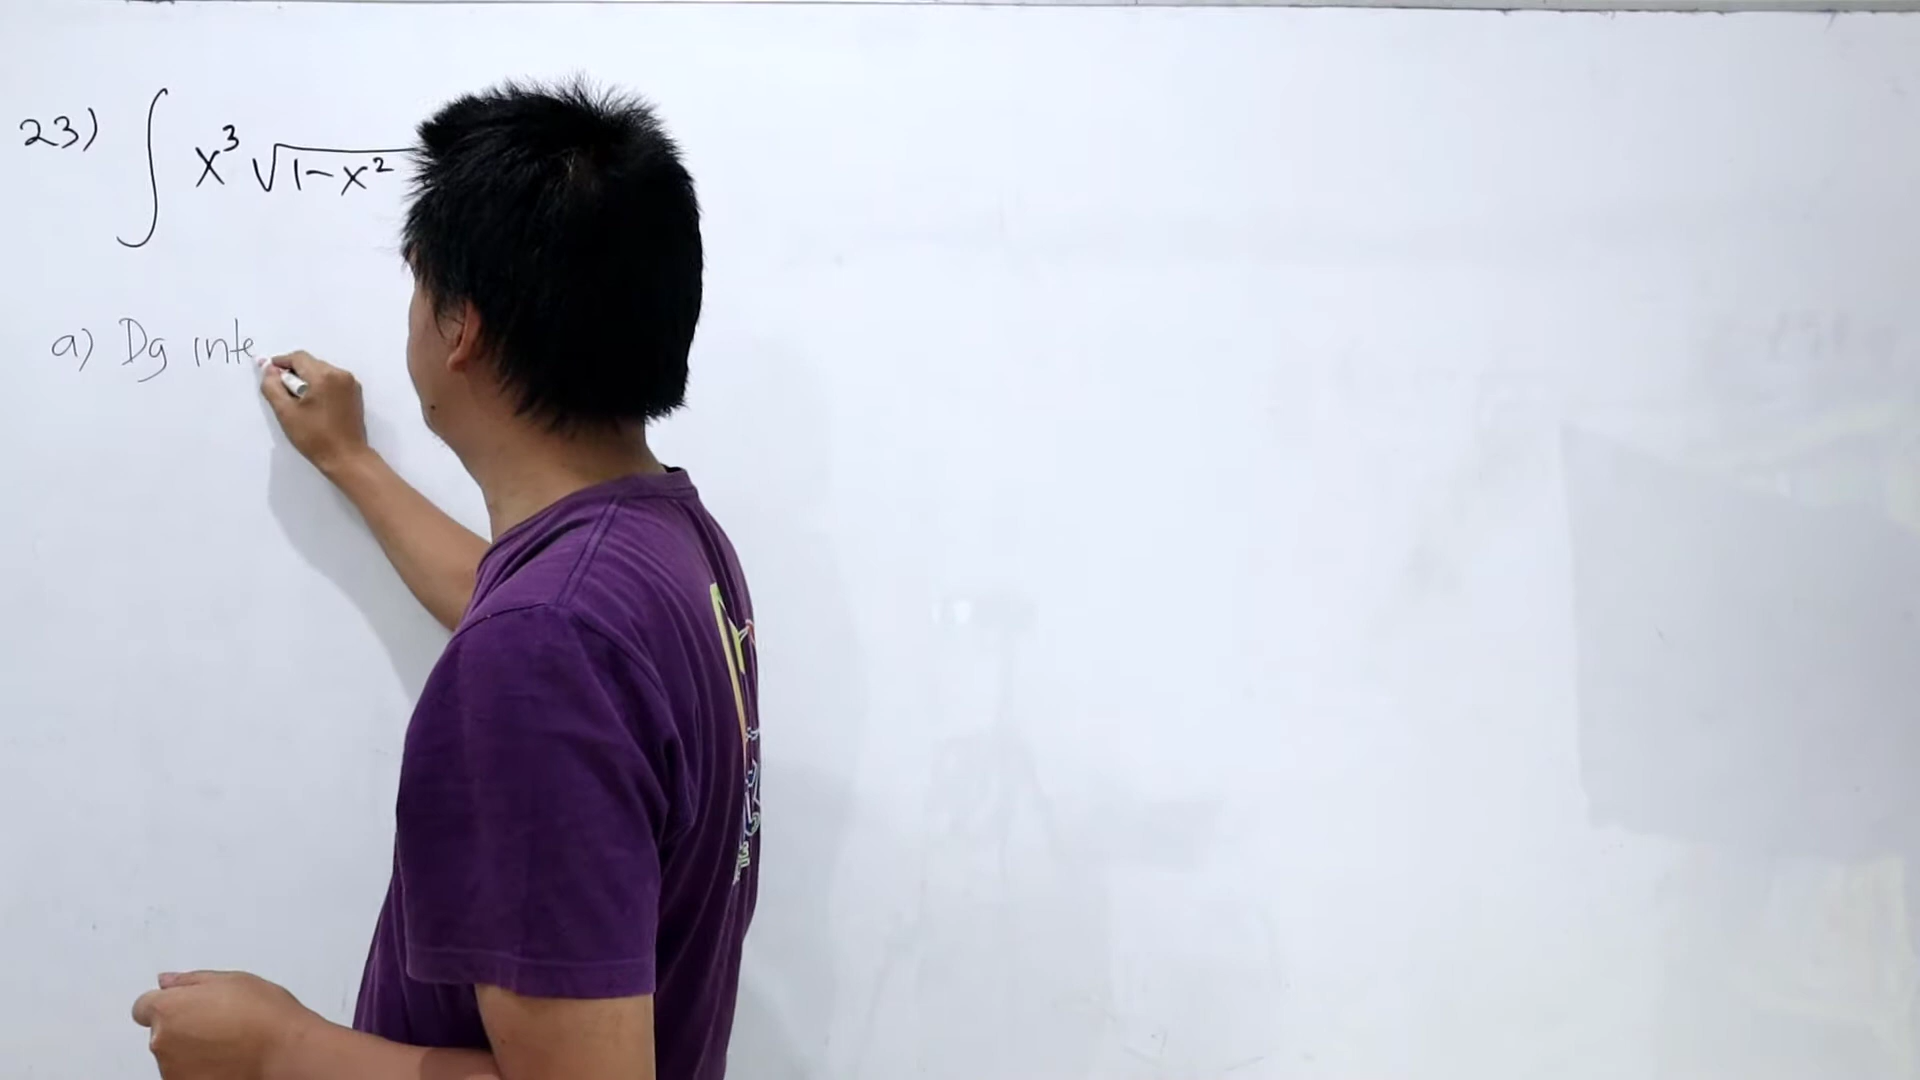 23) ∫ x³ √1-x²
a) Dg inte